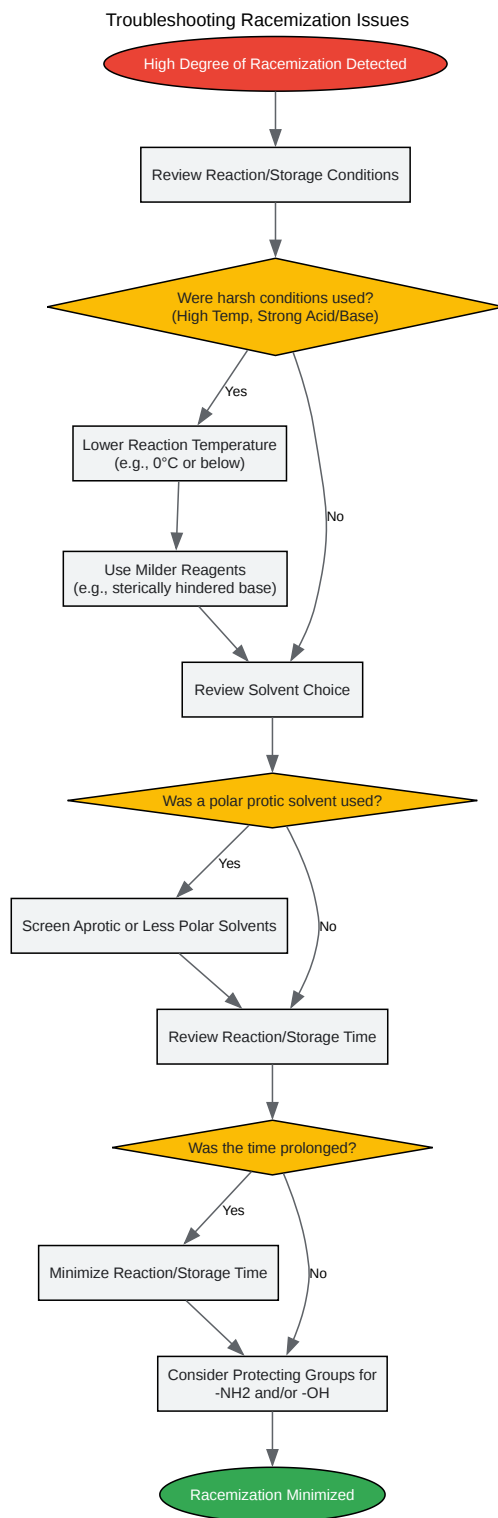 Troubleshooting Racemization Issues
High Degree of Racemization Detected
Review Reaction/Storage Conditions
Were harsh conditions used?
(High Temp, Strong Acid/Base)
Yes
Lower Reaction Temperature
(e.g., 0°C or below)
No
Use Milder Reagents
(e.g., sterically hindered base)
Review Solvent Choice
Was a polar protic solvent used?
Yes
Screen Aprotic or Less Polar Solvents
No
Review Reaction/Storage Time
Was the time prolonged?
Yes
Minimize Reaction/Storage Time
No
Consider Protecting Groups for
-NH2 and/or -OH
Racemization Minimized